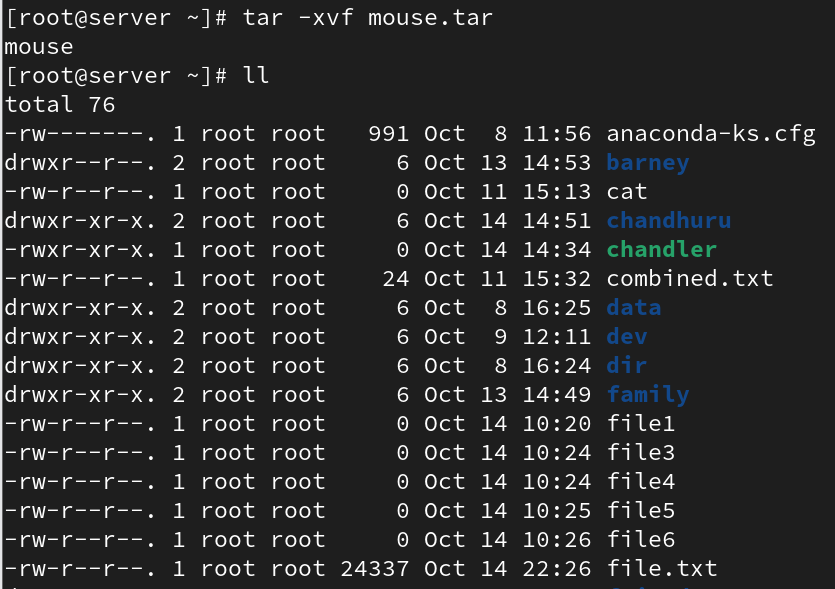 [root@server ~]# tar -xvf mouse.tar
mouse
[root@server ~]# ll
total 76
-rw-------. 1 root root   991 Oct  8 11:56 anaconda-ks.cfg
drwxr--r--. 2 root root     6 Oct 13 14:53 barney
-rw-r--r--. 1 root root     0 Oct 11 15:13 cat
drwxr-xr-x. 2 root root     6 Oct 14 14:51 chandhuru
-rwxr-xr-x. 1 root root     0 Oct 14 14:34 chandler
-rw-r--r--. 1 root root    24 Oct 11 15:32 combined.txt
drwxr-xr-x. 2 root root     6 Oct  8 16:25 data
drwxr-xr-x. 2 root root     6 Oct  9 12:11 dev
drwxr-xr-x. 2 root root     6 Oct  8 16:24 dir
drwxr-xr-x. 2 root root     6 Oct 13 14:49 family
-rw-r--r--. 1 root root     0 Oct 14 10:20 file1
-rw-r--r--. 1 root root     0 Oct 14 10:24 file3
-rw-r--r--. 1 root root     0 Oct 14 10:24 file4
-rw-r--r--. 1 root root     0 Oct 14 10:25 file5
-rw-r--r--. 1 root root     0 Oct 14 10:26 file6
-rw-r--r--. 1 root root 24337 Oct 14 22:26 file.txt